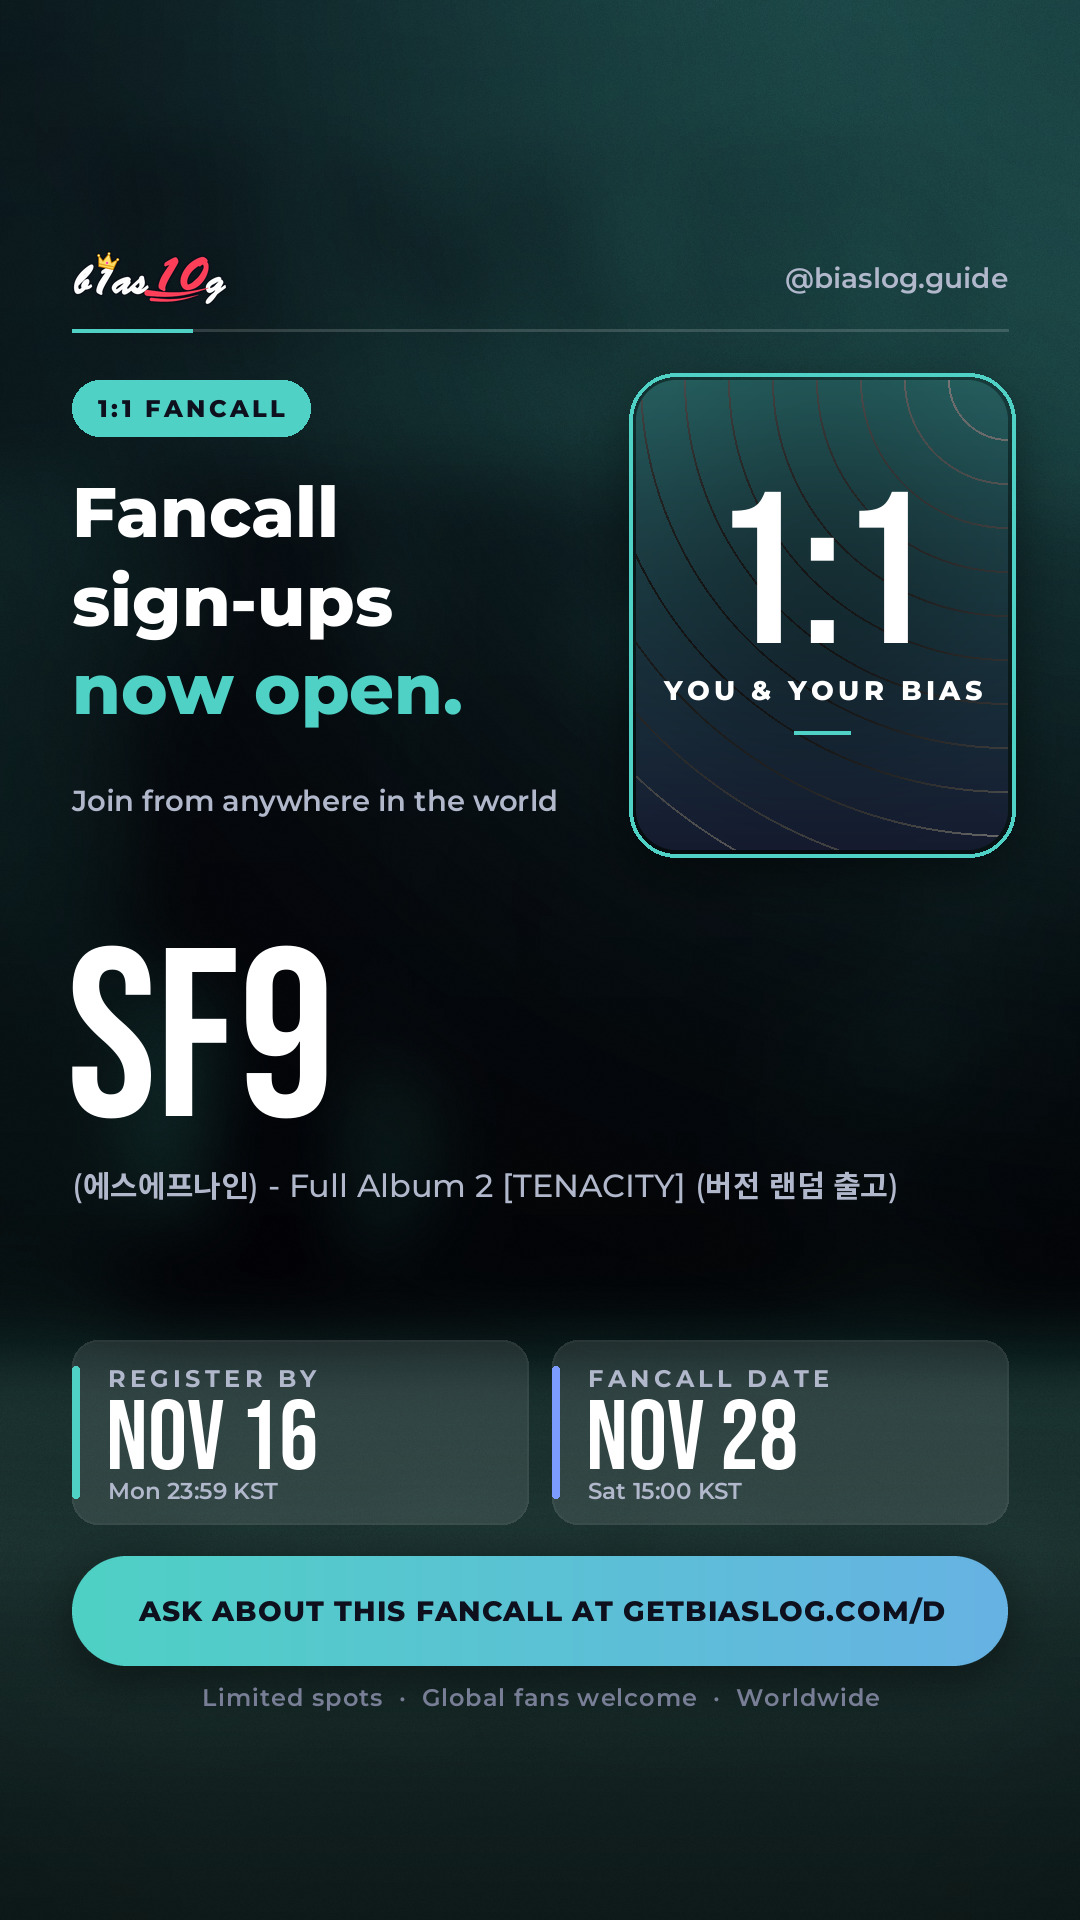 b1as10g
@biaslog.guide
1:1 FANCALL
Fancall
sign-ups
now open.
Join from anywhere in the world
1:1
YOU & YOUR BIAS
SF9
(에스에프나인) - Full Album 2 [TENACITY] (버전 랜덤 출고)
REGISTER BY
NOV 16
Mon 23:59 KST
FANCALL DATE
NOV 28
Sat 15:00 KST
ASK ABOUT THIS FANCALL AT GETBIASLOG.COM/D
Limited spots · Global fans welcome · Worldwide